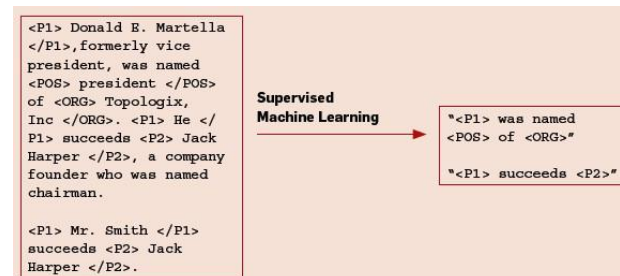 <P1> Donald E. Martella
</P1>,formerly vice
president, was named
<POS> president </POS>
of <ORG> Topologix,
Inc </ORG>. <P1> He </
P1> succeeds <P2> Jack
Harper </P2>, a company
founder who was named
chairman.
<P1> Mr. Smith </P1>
succeeds <P2> Jack
Harper </P2>.
Supervised
Machine Learning
"<P1> was named
<POS> of <ORG>"
"<P1> succeeds <P2>"